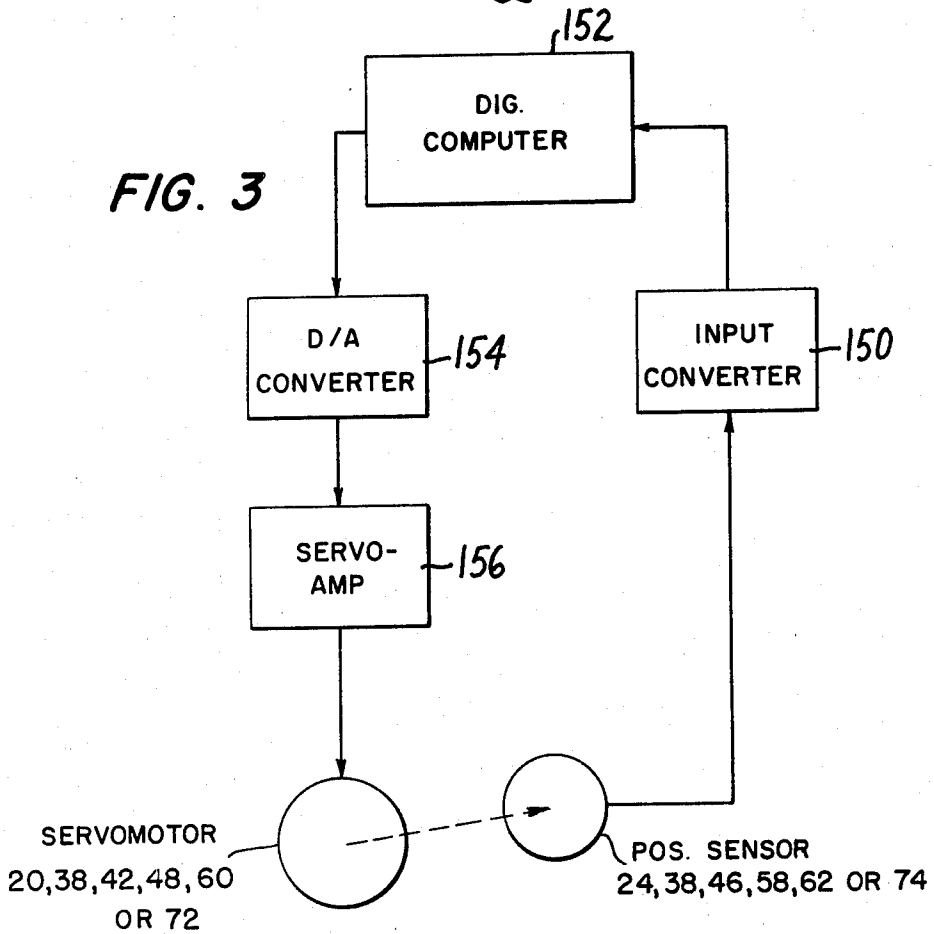 152
DIG.
COMPUTER
FIG. 3
D/A
CONVERTER
154
INPUT
CONVERTER
150
SERVO-
AMP
156
SERVOMOTOR
20,38,42,48,60
OR 72
POS. SENSOR
24,38,46,58,62 OR 74